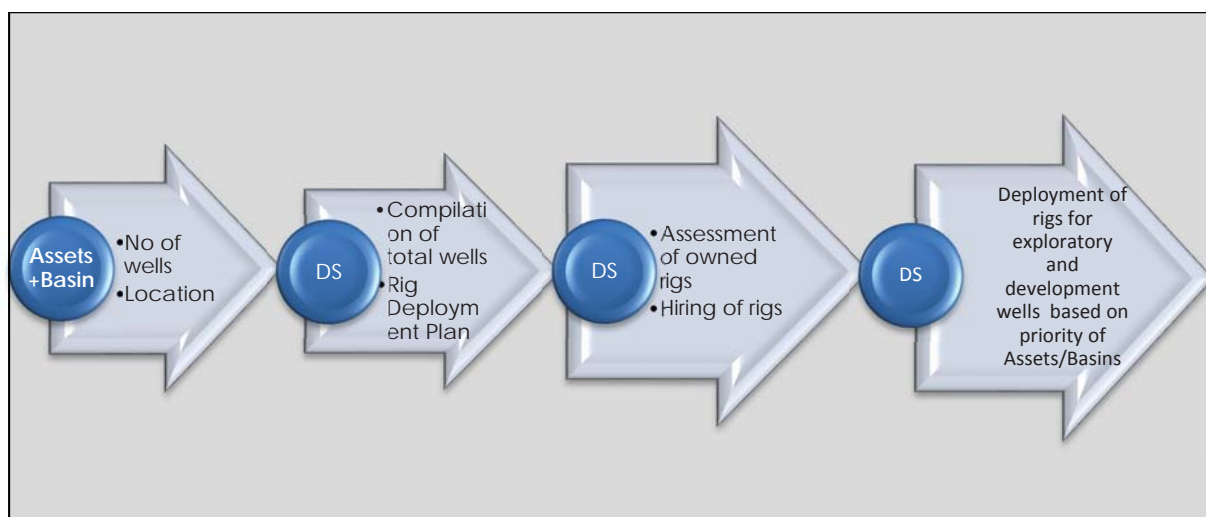 Assets
+Basin
•No of
wells
•Location
DS
•Compilati
on of
total wells
•Rig
Deploym
ent Plan
DS
•Assessment
of owned
rigs
•Hiring of rigs
DS
Deployment of
rigs for
exploratory
and
development
wells based on
priority of
Assets/Basins